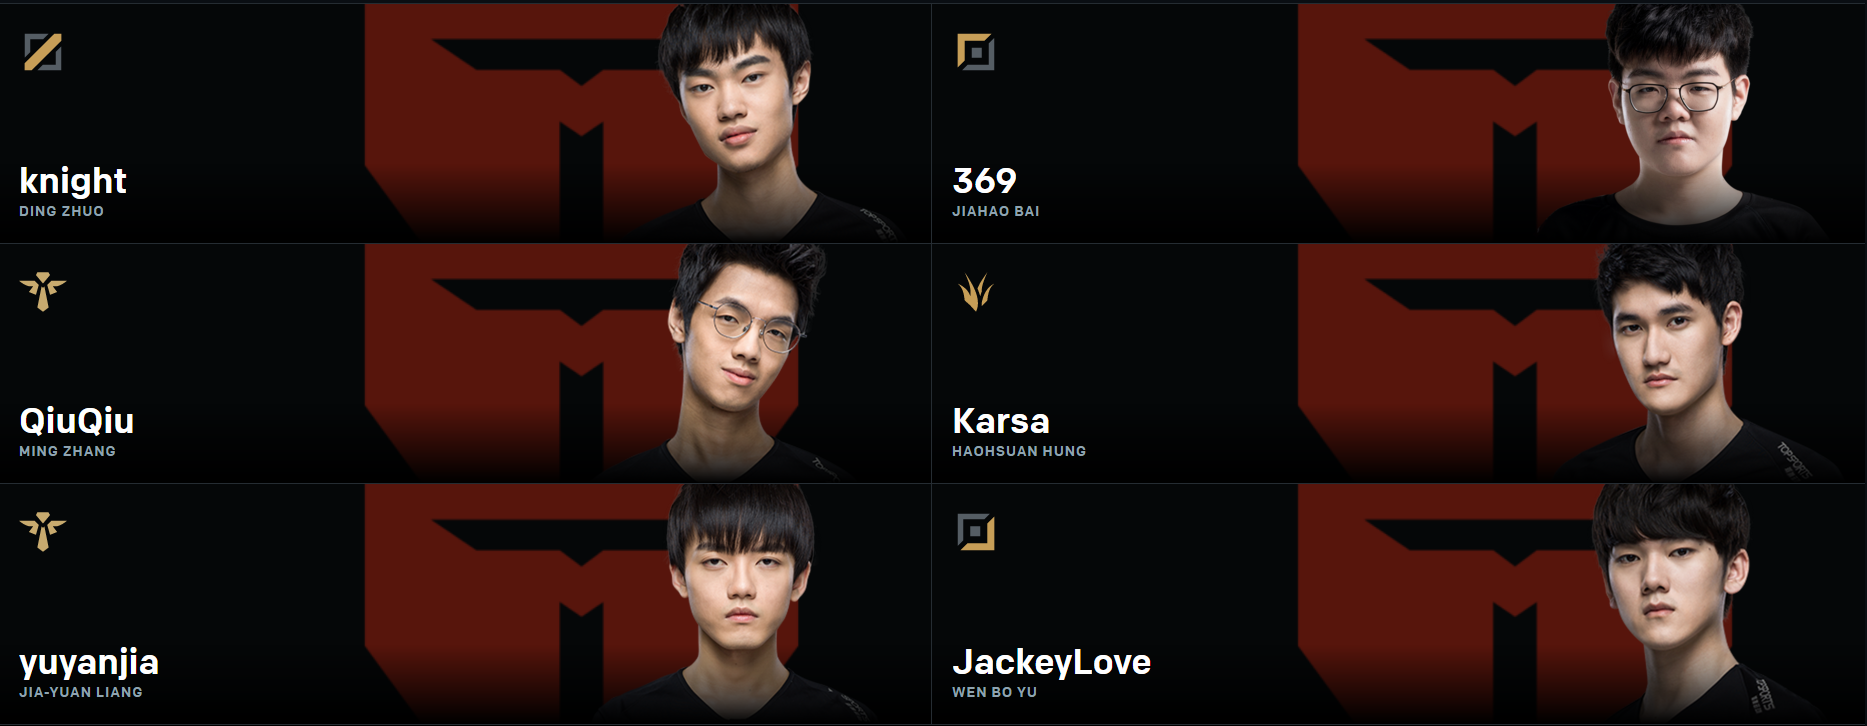 knight
DING ZHUO
369
JIAHAO BAI
QiuQiu
MING ZHANG
Karsa
HAOHSUAN HUNG
TOPSPORTS
yuyanjia
JIA-YUAN LIANG
JackeyLove
WEN BO YU